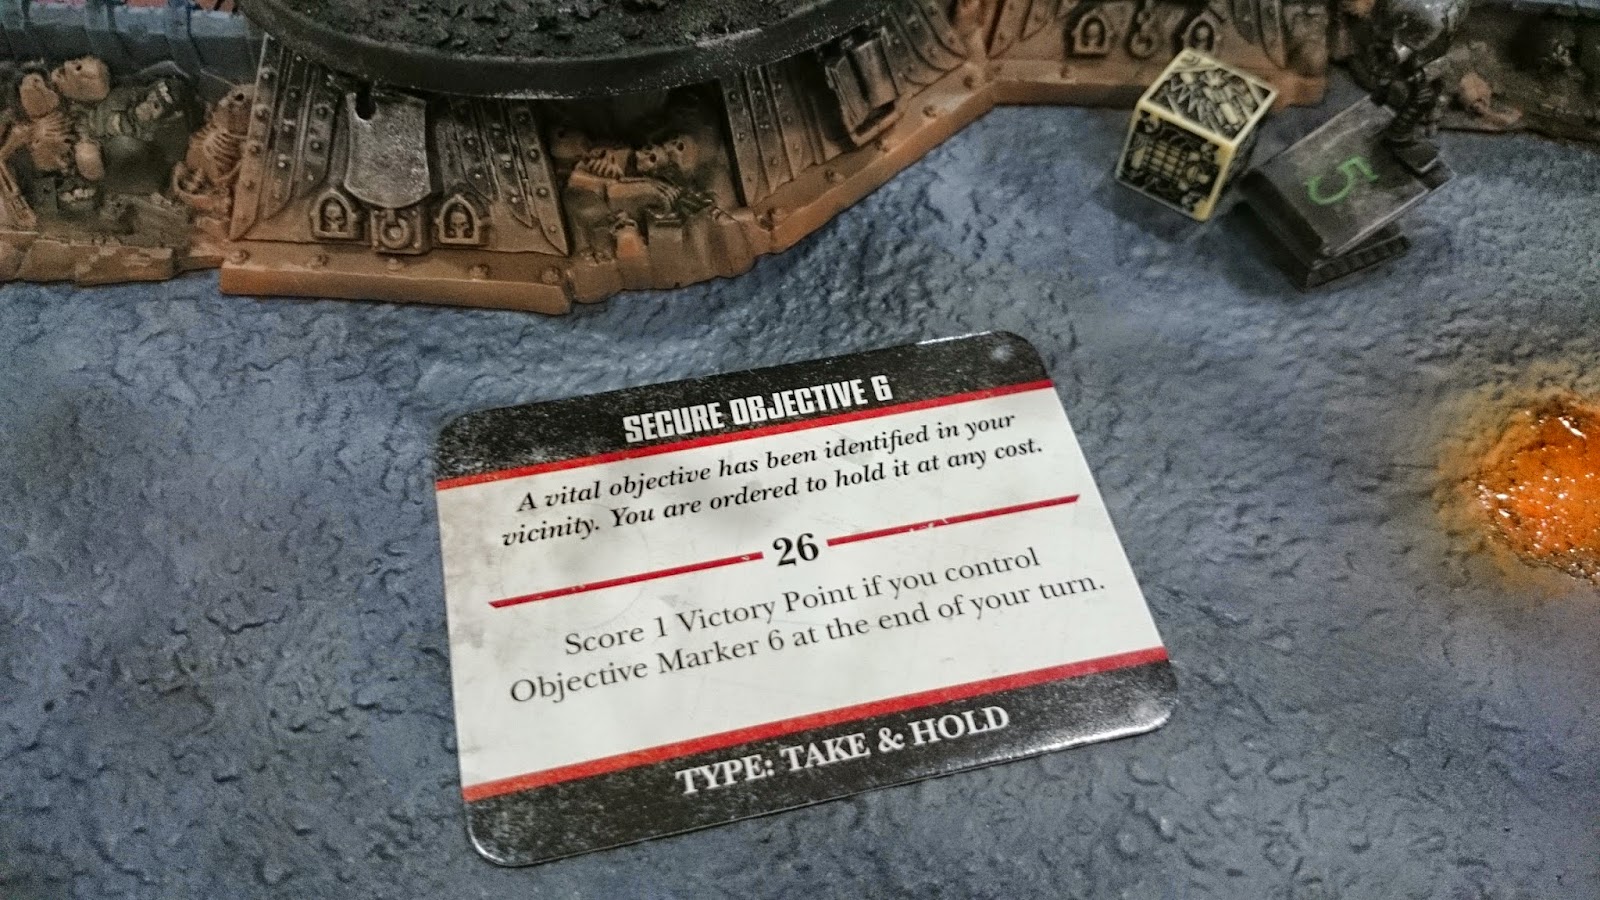 5
SECURE OBJECTIVE 6
A vital objective has been identified in your
vicinity. You are ordered to hold it at any cost.
26
Score 1 Victory Point if you control
Objective Marker 6 at the end of your turn.
TYPE: TAKE & HOLD